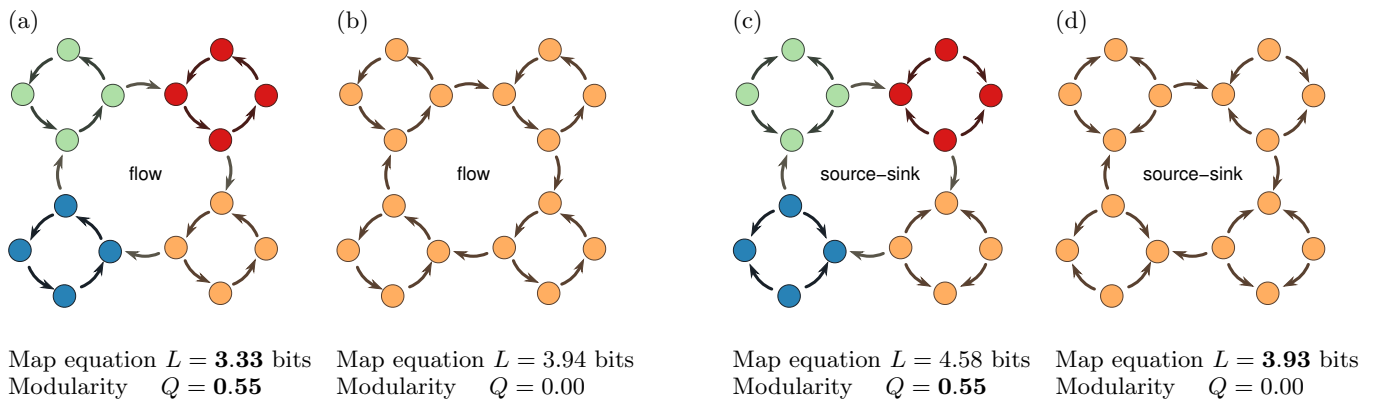 (a)
(b)
(c)
(d)
flow
flow
source−sink
source−sink
Map equation L = 3.33 bits
Modularity Q = 0.55
Map equation L = 3.94 bits
Modularity Q = 0.00
Map equation L = 4.58 bits
Modularity Q = 0.55
Map equation L = 3.93 bits
Modularity Q = 0.00